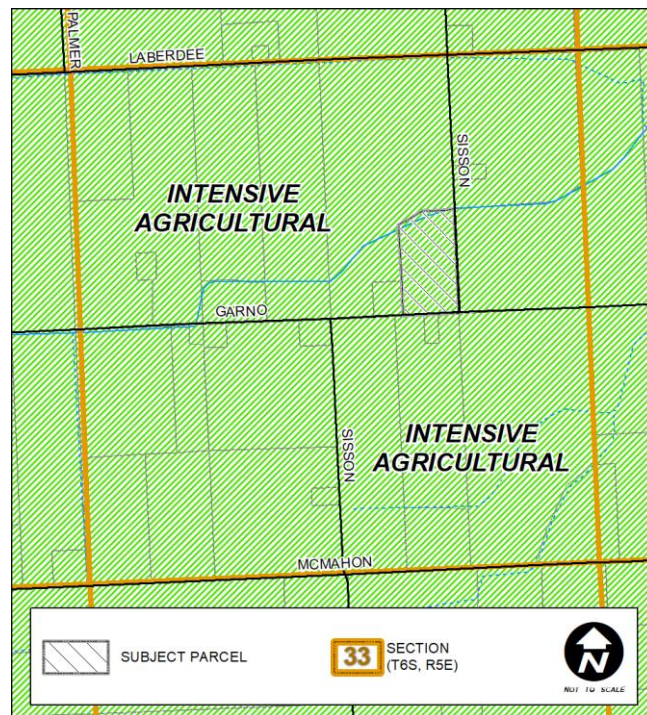 PALMER
LABERDEE
SISSON
INTENSIVE
AGRICULTURAL
GARNO
SISSON
INTENSIVE
AGRICULTURAL
MCMAHON
SUBJECT PARCEL
33
SECTION
(T6S, R5E)
N
NOT TO SCALE